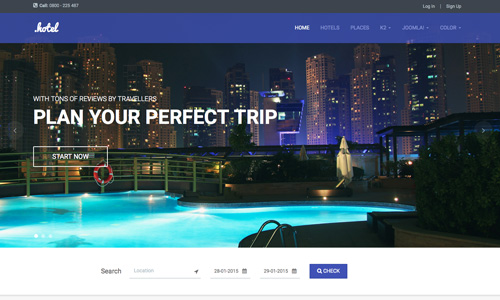 Call: 0800 - 225 487
Log In | Sign Up
.hotel
HOME HOTELS PLACES K2 JOOMLA! COLOR
WITH TONS OF REVIEWS BY TRAVELLERS
PLAN YOUR PERFECT TRIP
START NOW
Search Location 28-01-2015 29-01-2015 CHECK